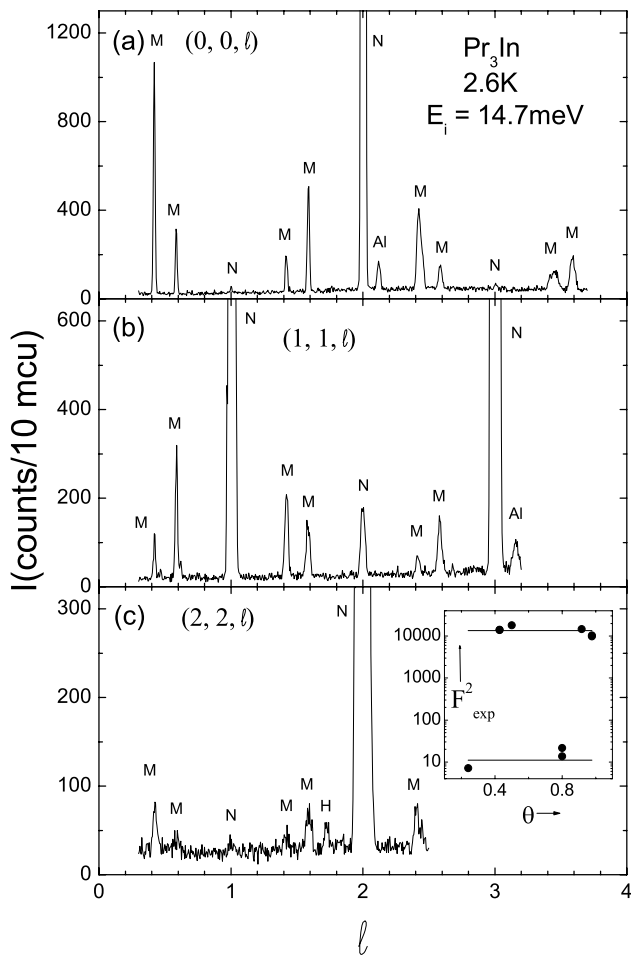 I(counts/10 mcu)
1200
800
400
0
(a)
(0, 0, ℓ)
Pr₃In
2.6K
Eᵢ = 14.7meV
M
M
N
M
M
N
Al
M
M
N
M
M
600
400
200
0
(b)
(1, 1, ℓ)
M
M
N
M
M
N
M
M
N
Al
300
200
100
0
(c)
(2, 2, ℓ)
M
M
N
M
M
H
N
M
10000
1000
100
10
F²exp
0.4
0.8
θ
0
1
2
3
4
ℓ